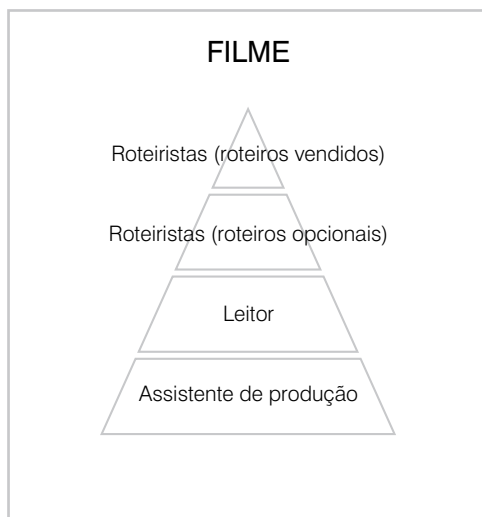 FILME
Roteiristas (roteiros vendidos)
Roteiristas (roteiros opcionais)
Leitor
Assistente de produção